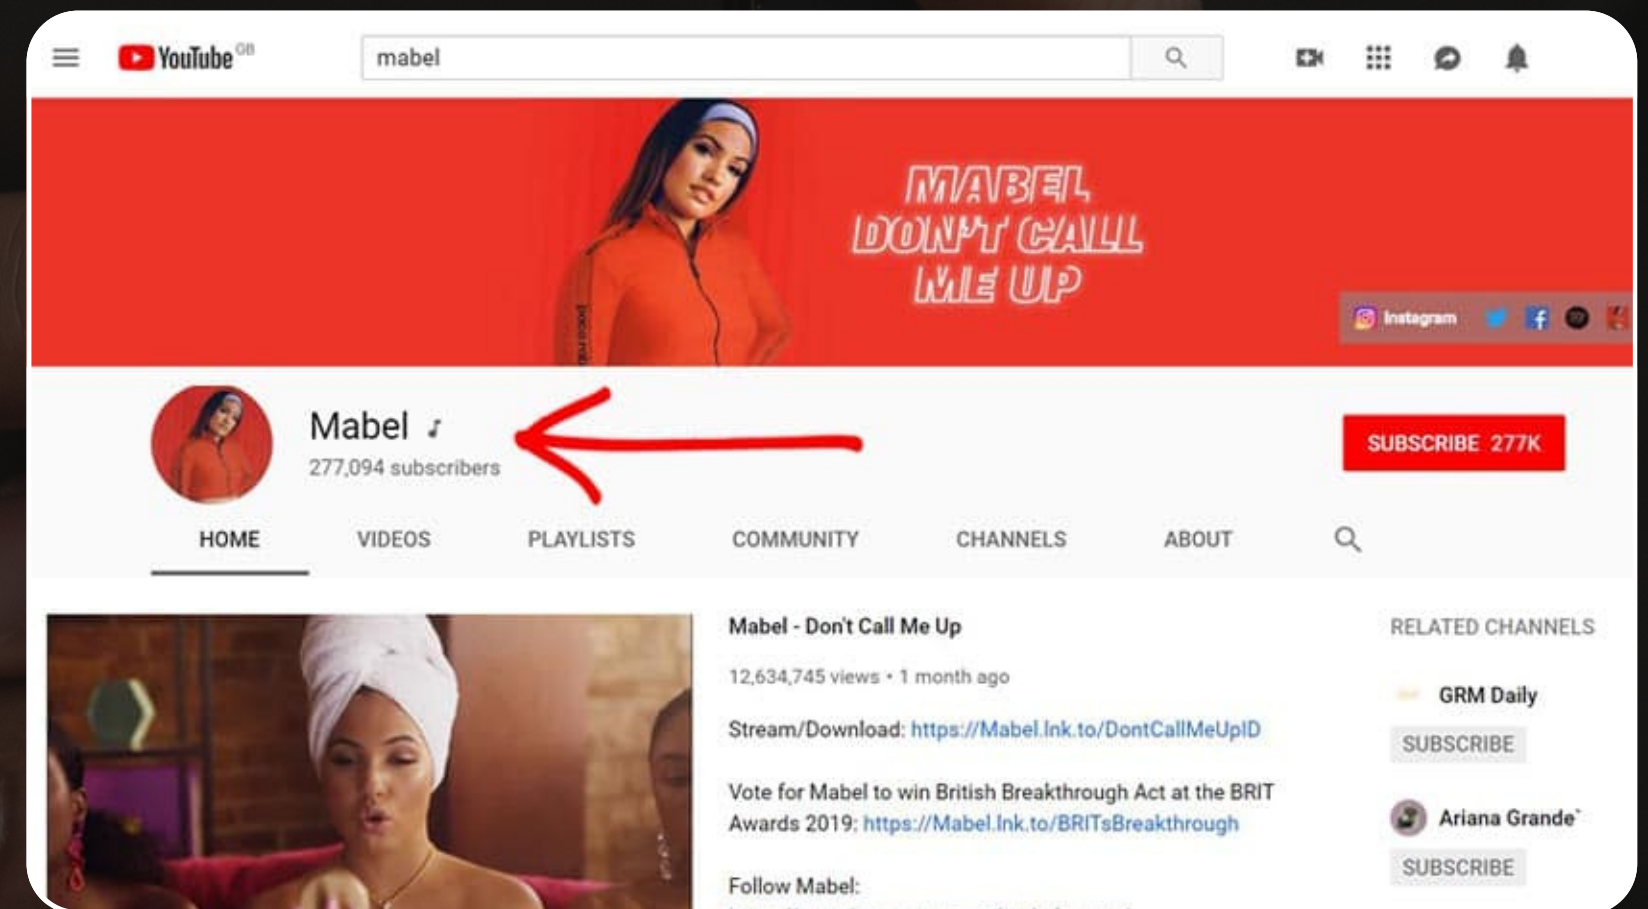 YouTube GB
mabel
MABEL
DON'T CALL
ME UP
Instagram
Mabel
277,094 subscribers
SUBSCRIBE 277K
HOME VIDEOS PLAYLISTS COMMUNITY CHANNELS ABOUT
Mabel - Don't Call Me Up
12,634,745 views • 1 month ago
Stream/Download: https://Mabel.lnk.to/DontCallMeUpID
Vote for Mabel to win British Breakthrough Act at the BRIT
Awards 2019: https://Mabel.lnk.to/BRITsBreakthrough
Follow Mabel:
RELATED CHANNELS
GRM Daily
SUBSCRIBE
Ariana Grande`
SUBSCRIBE